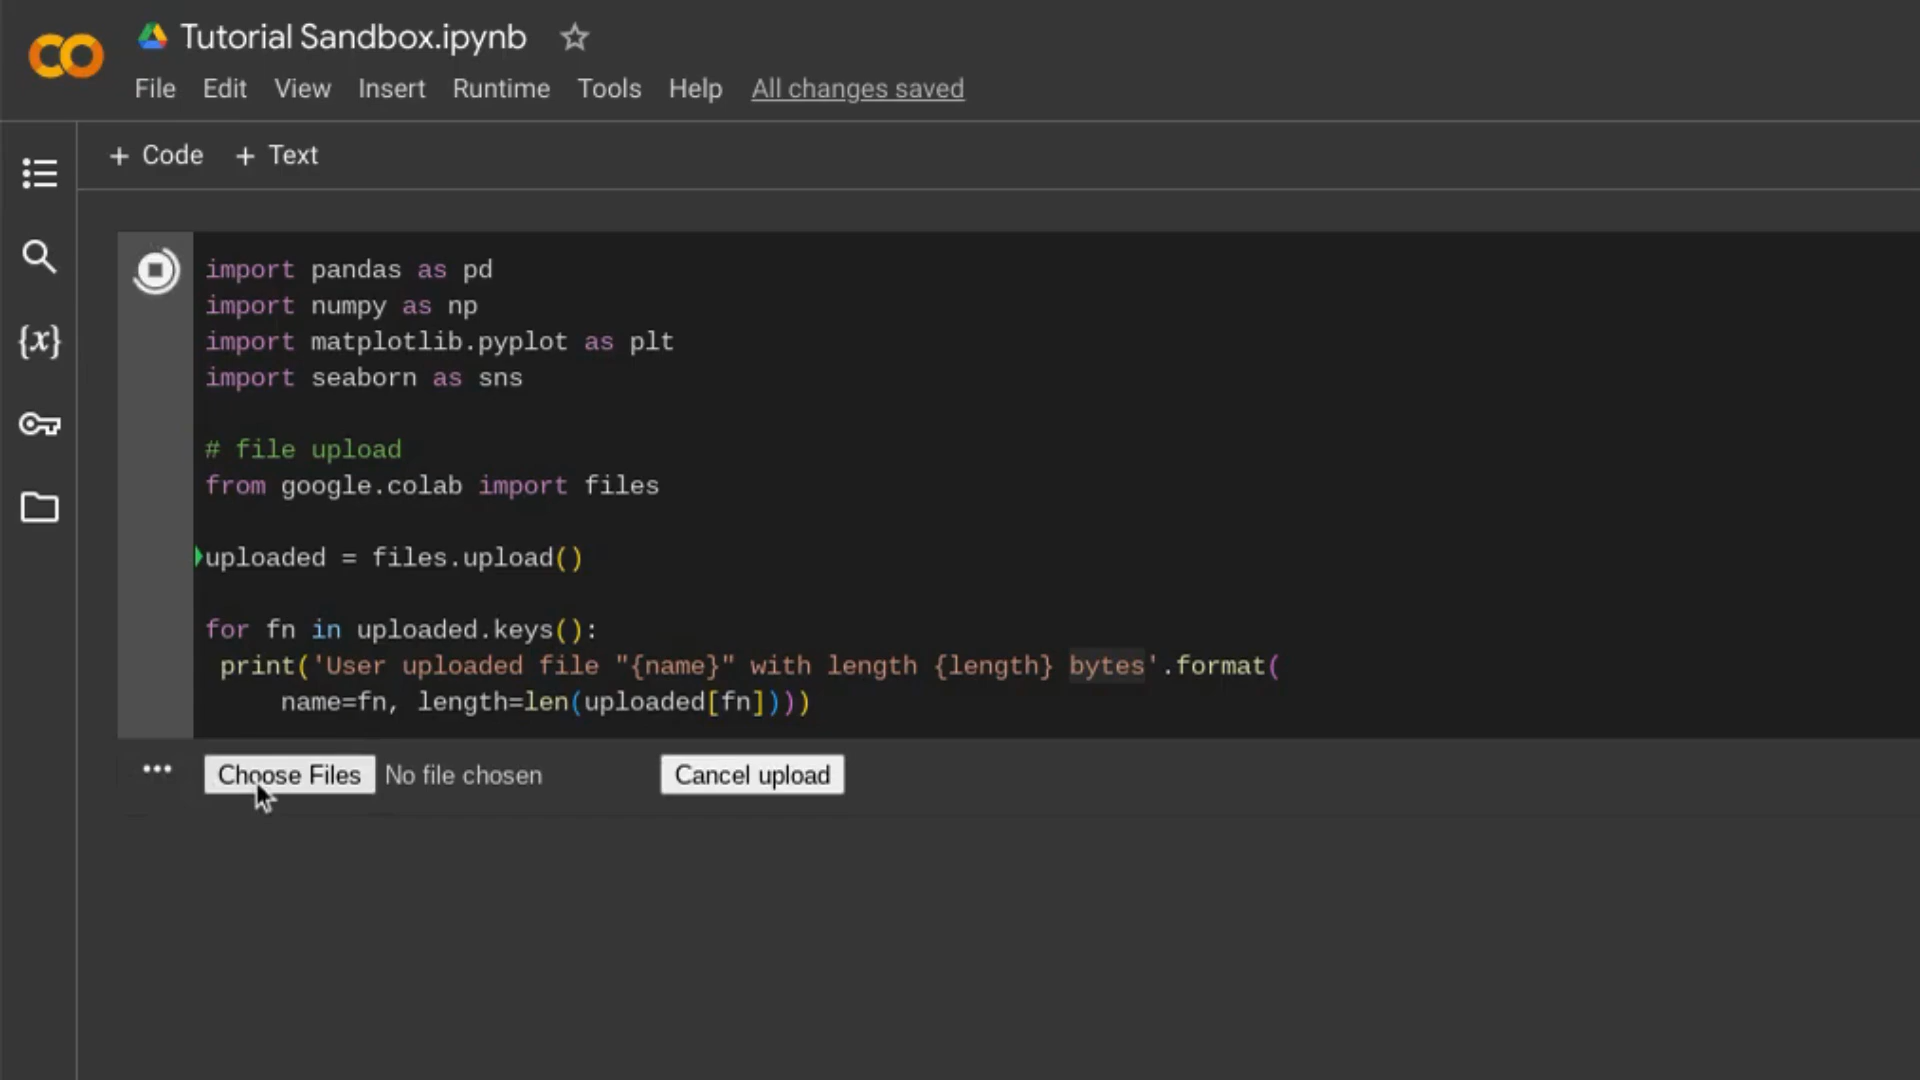 Tutorial Sandbox.ipynb
File Edit View Insert Runtime Tools Help All changes saved
+ Code + Text
{x}
import pandas as pd
import numpy as np
import matplotlib.pyplot as plt
import seaborn as sns
# file upload
from google.colab import files
uploaded = files.upload()
for fn in uploaded.keys():
 print('User uploaded file "{name}" with length {length} bytes'.format(
     name=fn, length=len(uploaded[fn])))
Choose Files No file chosen Cancel upload